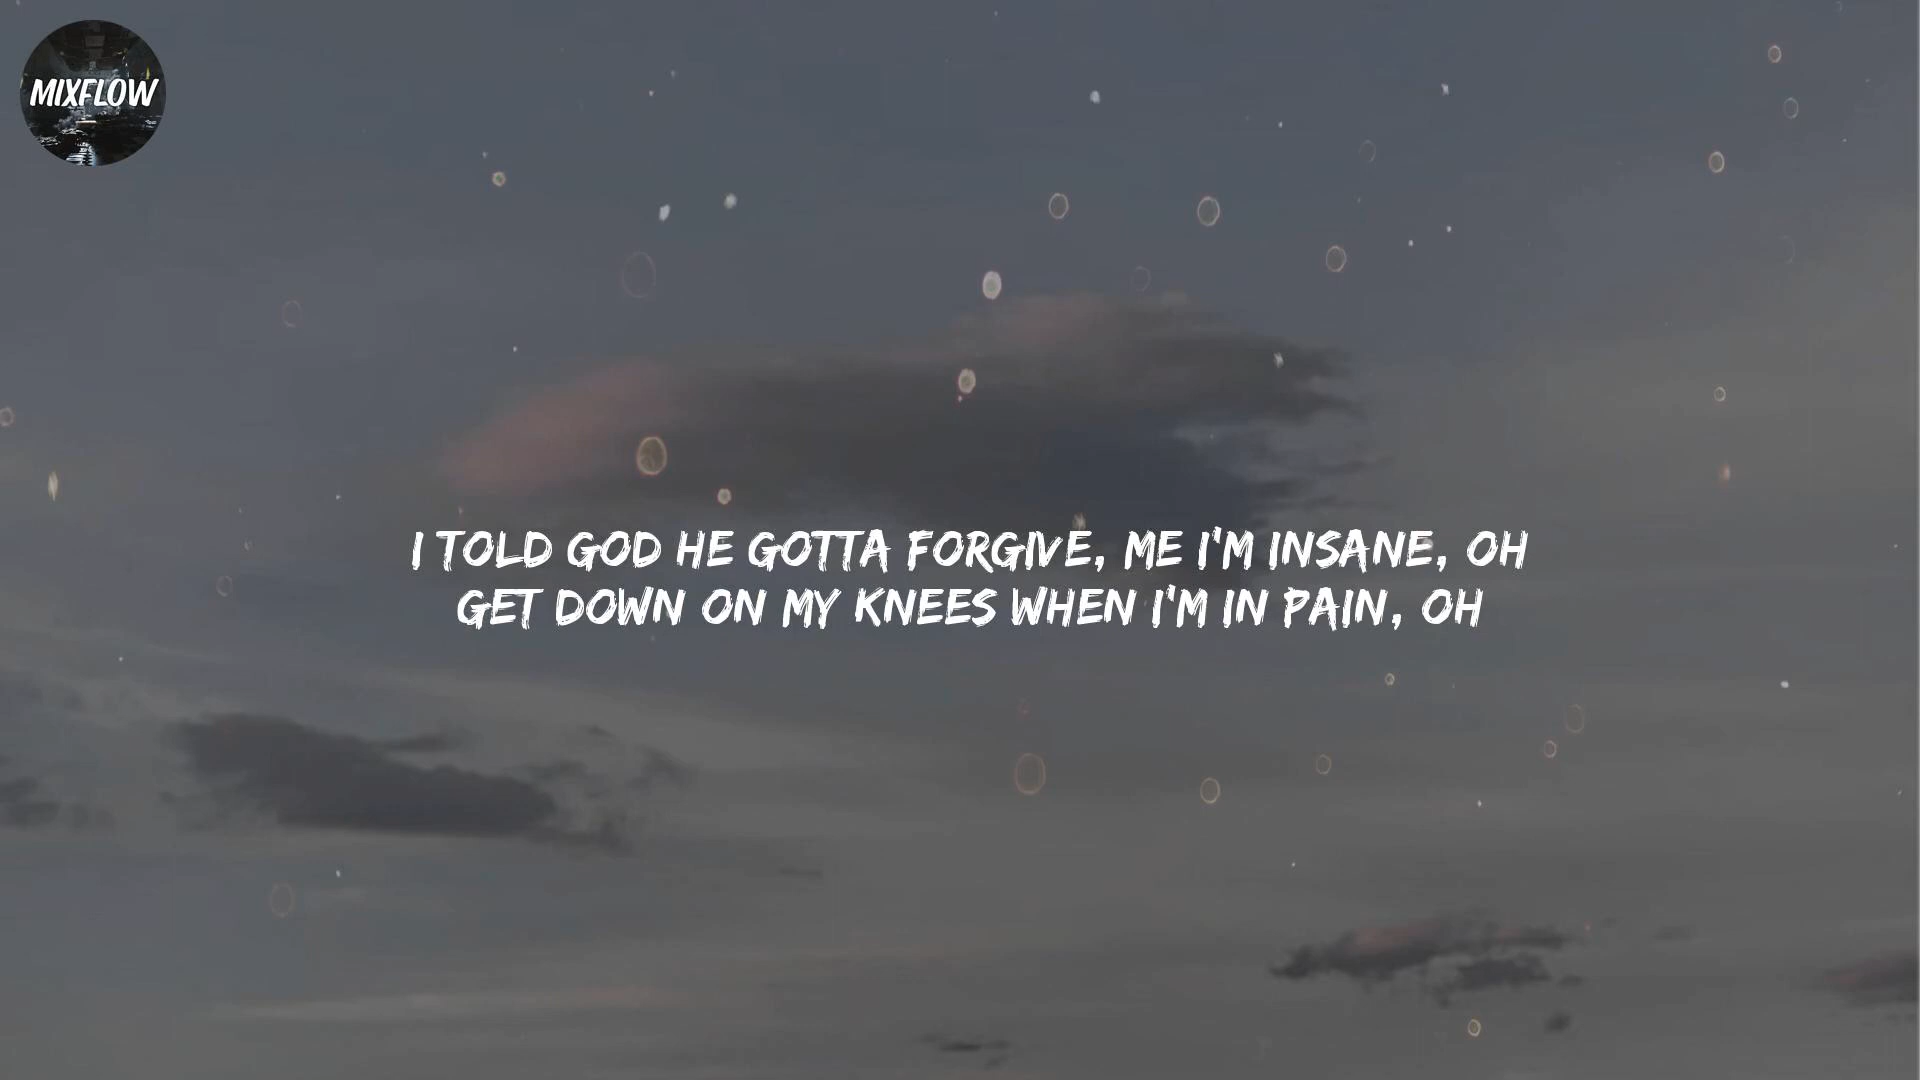 MIXFLOW
I TOLD GOD HE GOTTA FORGIVE, ME I'M INSANE, OH
GET DOWN ON MY KNEES WHEN I'M IN PAIN, OH